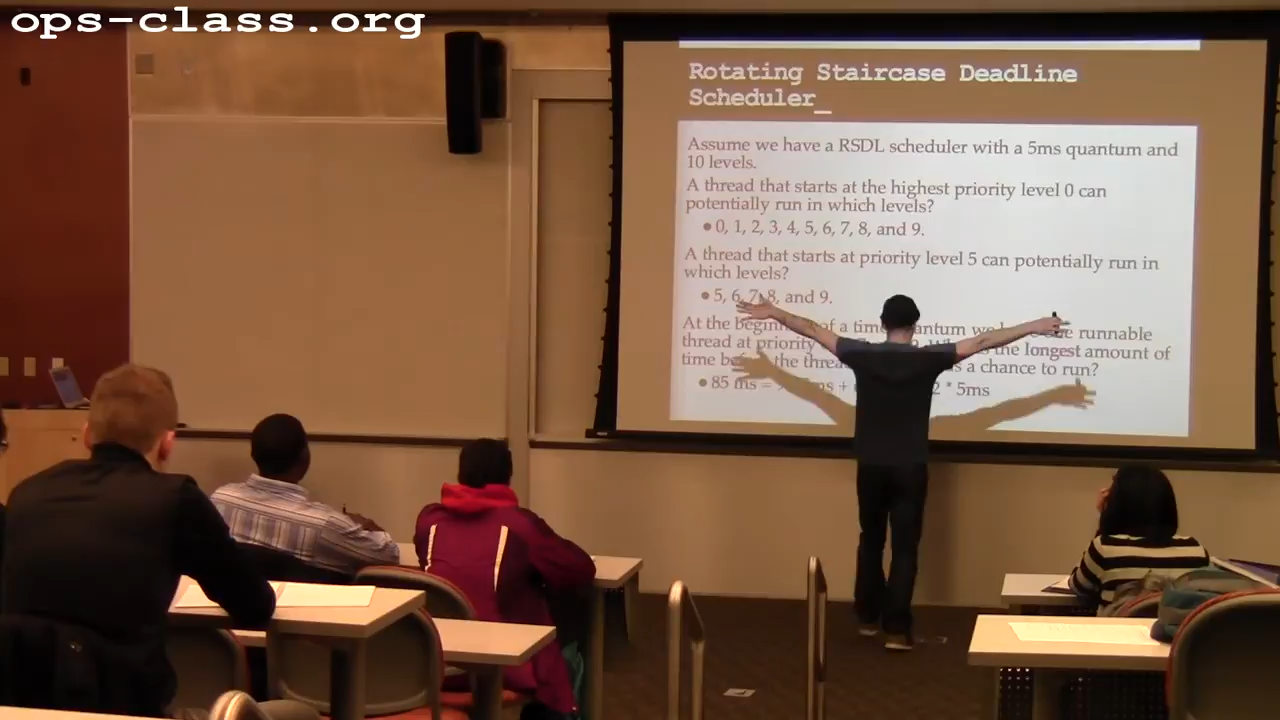 ops-class.org
Rotating Staircase Deadline
Scheduler_
Assume we have a RSDL scheduler with a 5ms quantum and
10 levels.
A thread that starts at the highest priority level 0 can
potentially run in which levels?
• 0, 1, 2, 3, 4, 5, 6, 7, 8, and 9.
A thread that starts at priority level 5 can potentially run in
which levels?
• 5, 6, 7, 8, and 9.
At the of a time quantum runnable
thread at priority the longest amount of
time the a chance to run?
• 85 ms = + 2 * 5ms